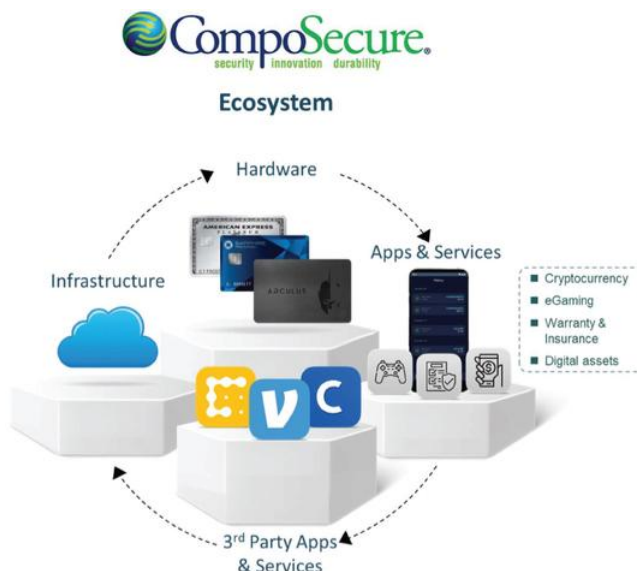 CompoSecure®
security innovation durability
Ecosystem
Hardware
AMERICAN EXPRESS
Apps & Services
Infrastructure
ARCULUS
Cryptocurrency
eGaming
Warranty &
Insurance
Digital assets
V
C
3rd Party Apps
& Services